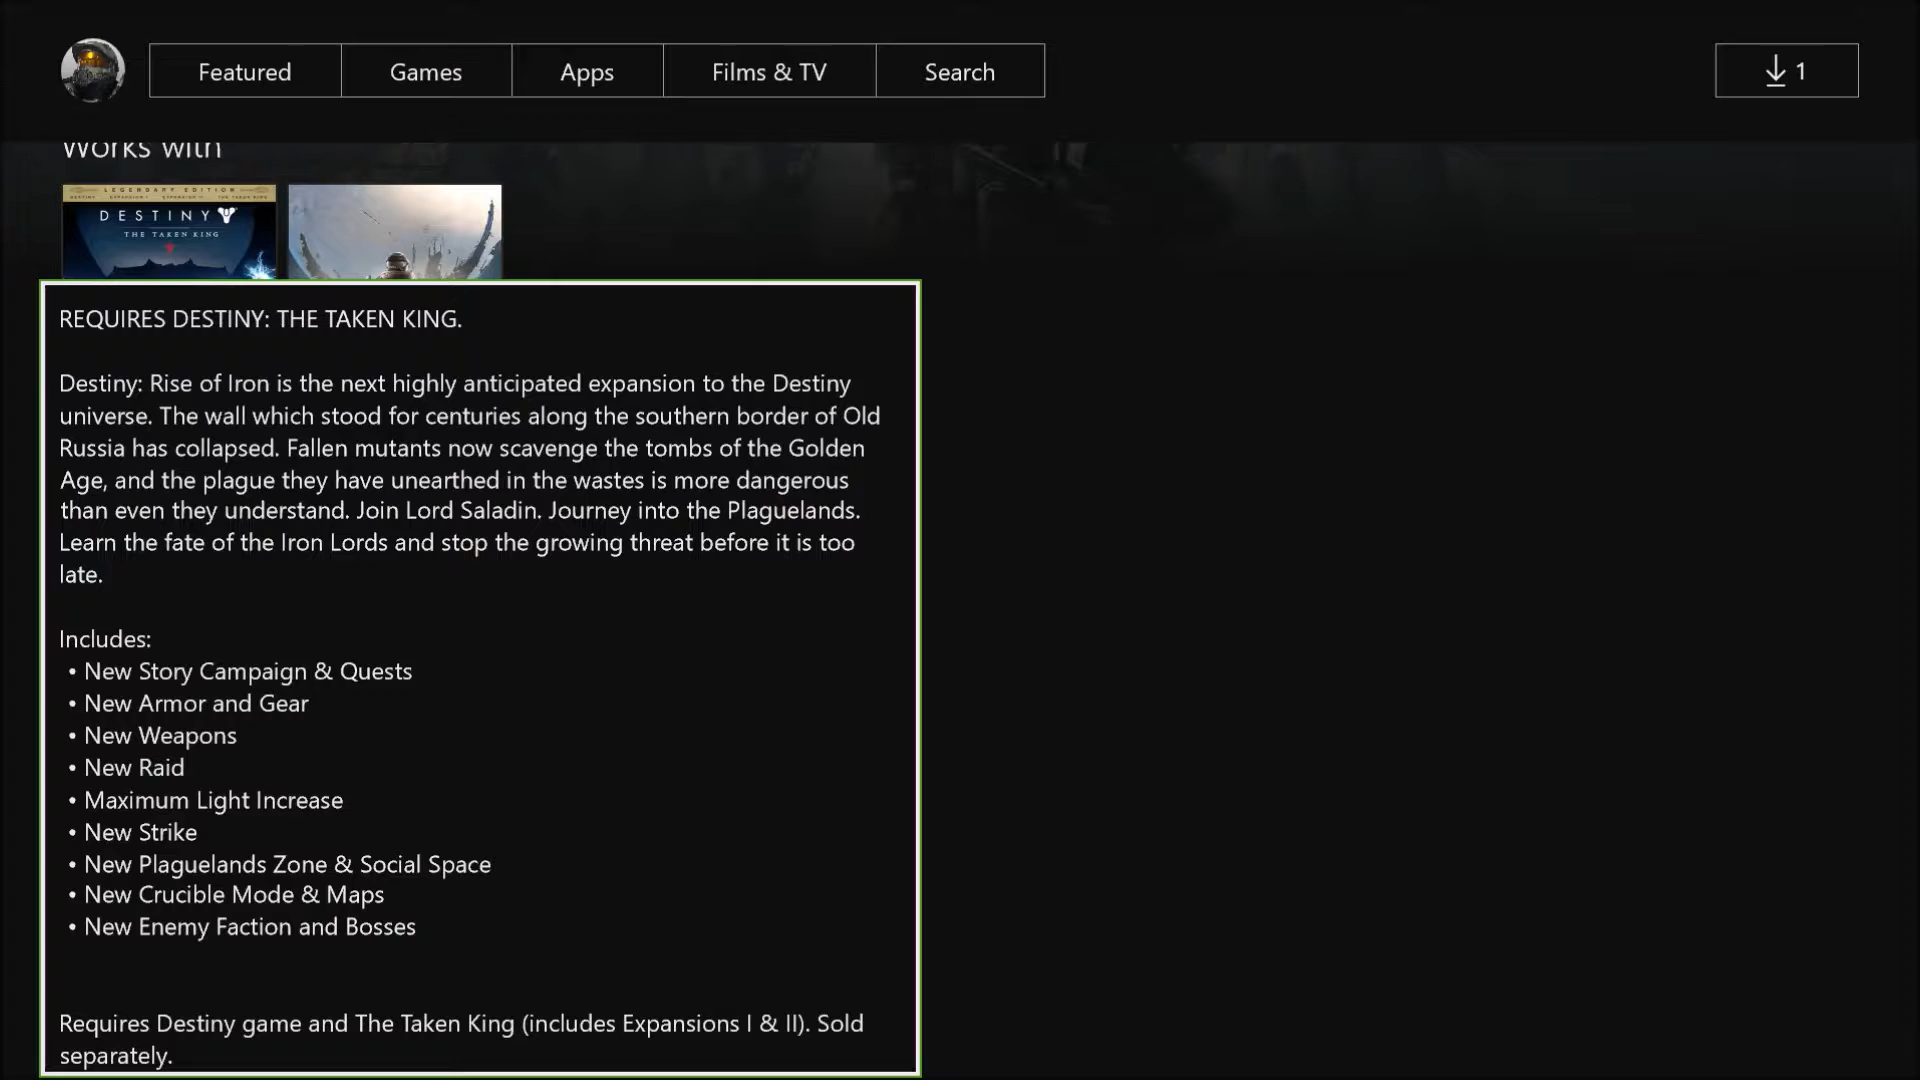 Featured
Games
Apps
Films & TV
Search
1
Works with
LEGENDARY EDITION
DESTINY
THE TAKEN KING
REQUIRES DESTINY: THE TAKEN KING.
Destiny: Rise of Iron is the next highly anticipated expansion to the Destiny
universe. The wall which stood for centuries along the southern border of Old
Russia has collapsed. Fallen mutants now scavenge the tombs of the Golden
Age, and the plague they have unearthed in the wastes is more dangerous
than even they understand. Join Lord Saladin. Journey into the Plaguelands.
Learn the fate of the Iron Lords and stop the growing threat before it is too
late.
Includes:
• New Story Campaign & Quests
• New Armor and Gear
• New Weapons
• New Raid
• Maximum Light Increase
• New Strike
• New Plaguelands Zone & Social Space
• New Crucible Mode & Maps
• New Enemy Faction and Bosses
Requires Destiny game and The Taken King (includes Expansions I & II). Sold
separately.